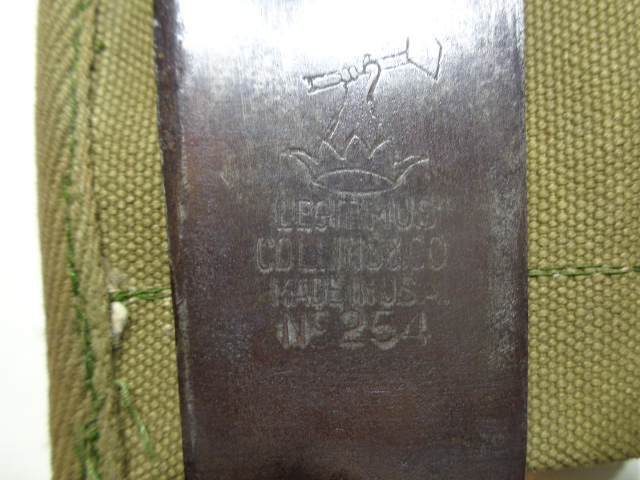 LEGITIMUS
COLLINS & CO
MADE IN U.S.A.
Nº 254